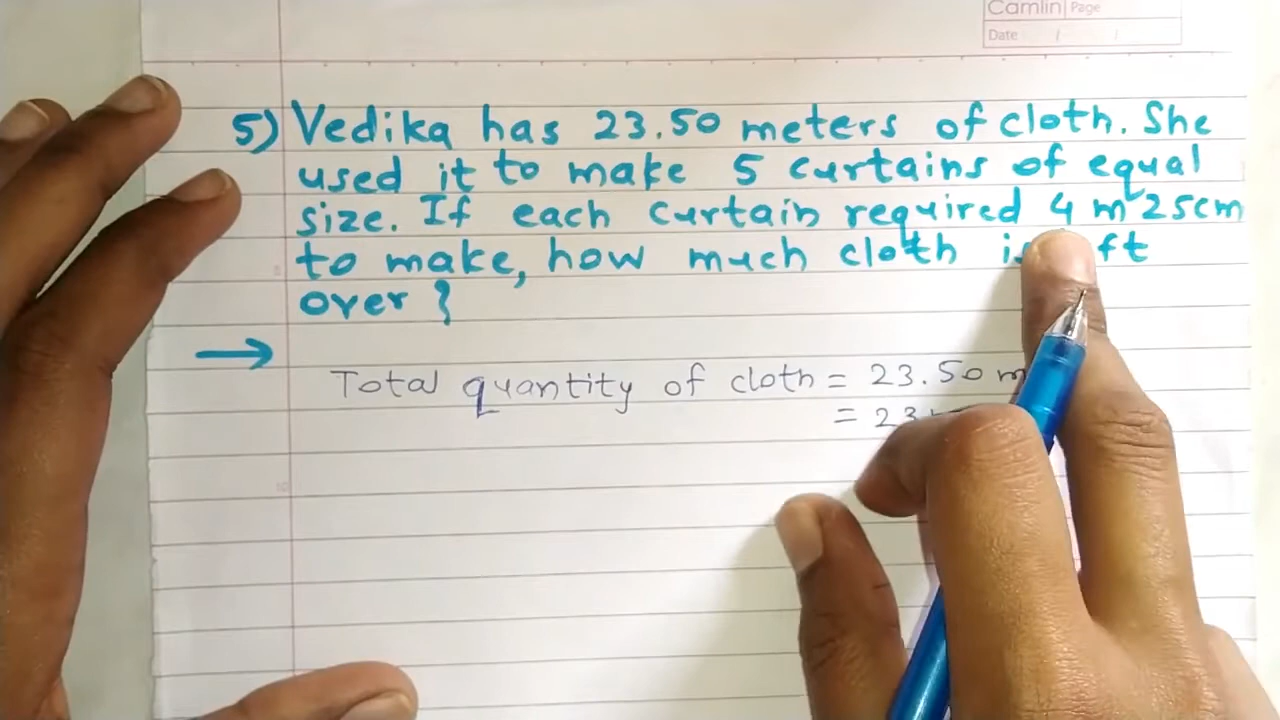 Camlin Page
Date / /
5) Vedika has 23.50 meters of cloth. She
used it to make 5 curtains of equal
size. If each curtain required 4 m 25cm
to make, how much cloth
over ?
→ Total quantity of cloth = 23.50 m
= 23